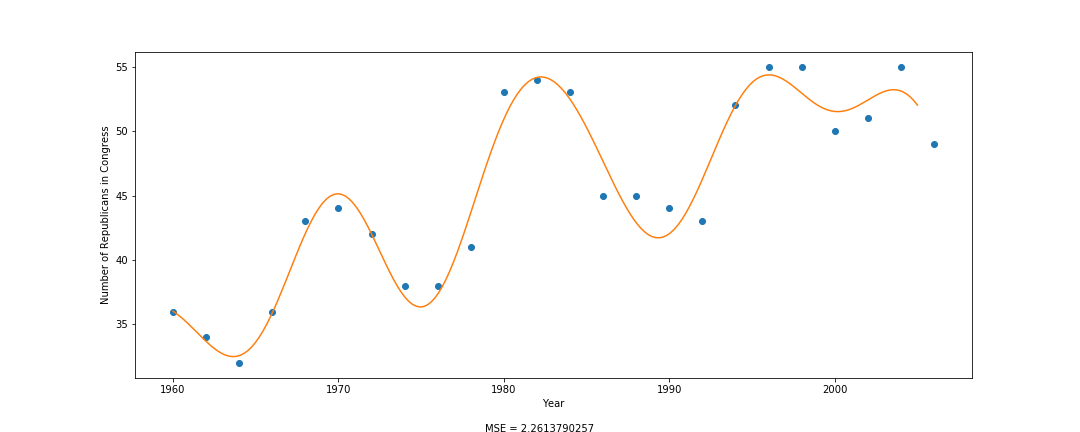 55
50
45
40
35
Number of Republicans in Congress
1960 1970 1980 1990 2000
Year
MSE = 2.2613790257